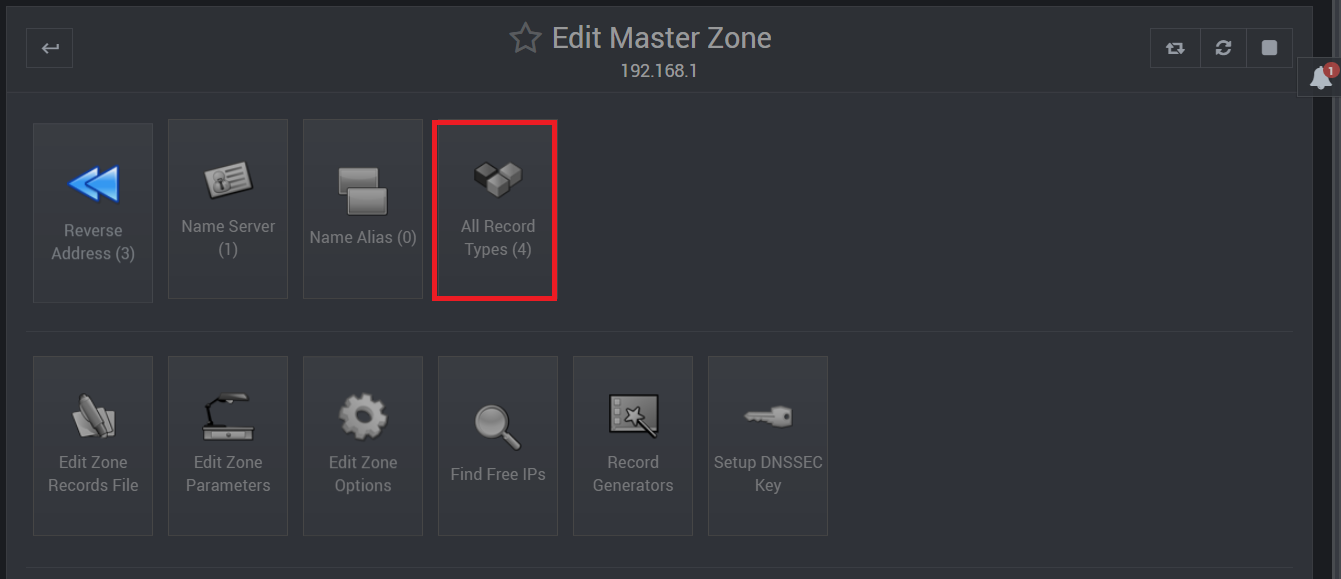 Edit Master Zone
192.168.1
1
Reverse
Address (3)
Name Server
(1)
Name Alias (0)
All Record
Types (4)
Edit Zone
Records File
Edit Zone
Parameters
Edit Zone
Options
Find Free IPs
Record
Generators
Setup DNSSEC
Key